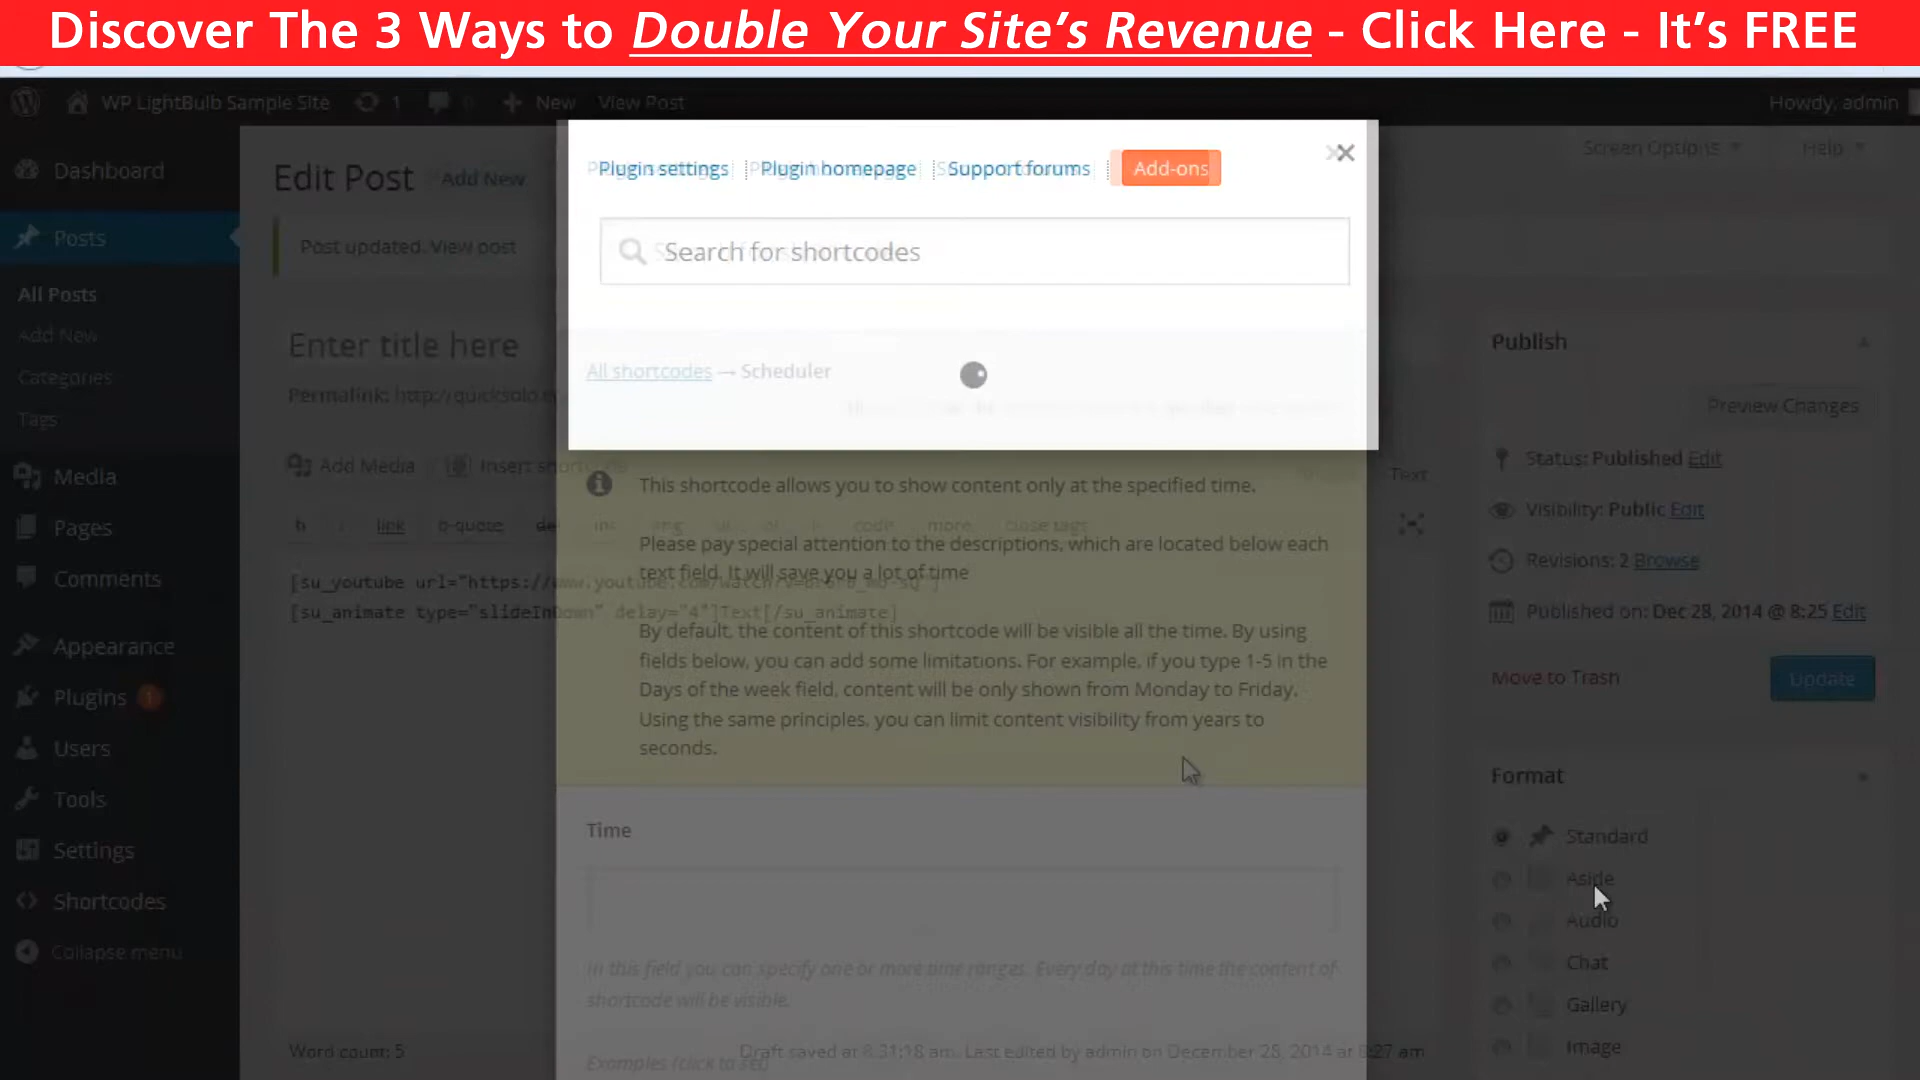 Discover The 3 Ways to Double Your Site's Revenue - Click Here - It's FREE
WP LightBulb Sample Site 1 0 New View Post Howdy, admin
Screen Options Help
Dashboard
Posts
All Posts
Add New
Categories
Tags
Media
Pages
Comments
Appearance
Plugins 1
Users
Tools
Settings
Shortcodes
Collapse menu
Edit Post Add New
Post updated. View post
Enter title here
Permalink: http://quicksolo.
Add Media Insert shortcode
b link b-quote de img code more close tags
Text
[su_youtube url="https://www.youtube.com/watch?v=
[su_animate type="slideInDown" delay="4"]Text[/su_animate]
Word count: 5
Draft saved at 8:31:18 am. Last edited by admin on December 28, 2014 at 8:27 am
Plugin settings Plugin homepage Support forums Add-ons
Search for shortcodes
All shortcodes → Scheduler
This shortcode allows you to show content only at the specified time.
Please pay special attention to the descriptions, which are located below each
text field. It will save you a lot of time
By default, the content of this shortcode will be visible all the time. By using
fields below, you can add some limitations. For example, if you type 1-5 in the
Days of the week field, content will be only shown from Monday to Friday.
Using the same principles, you can limit content visibility from years to
seconds.
Time
In this field you can specify one or more time ranges. Every day at this time the content of
shortcode will be visible.
Examples (click to set)
Publish
Preview Changes
Status: Published Edit
Visibility: Public Edit
Revisions: 2 Browse
Published on: Dec 28, 2014 @ 8:25 Edit
Move to Trash
Update
Format
Standard
Aside
Audio
Chat
Gallery
Image